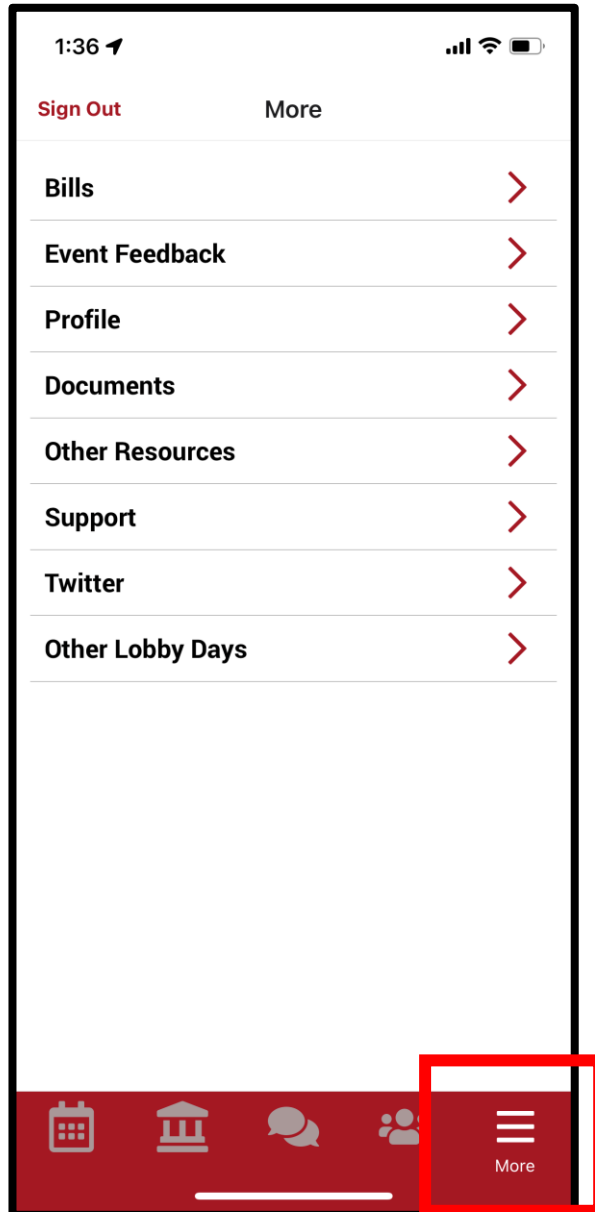 1:36
Sign Out More
Bills
Event Feedback
Profile
Documents
Other Resources
Support
Twitter
Other Lobby Days
More